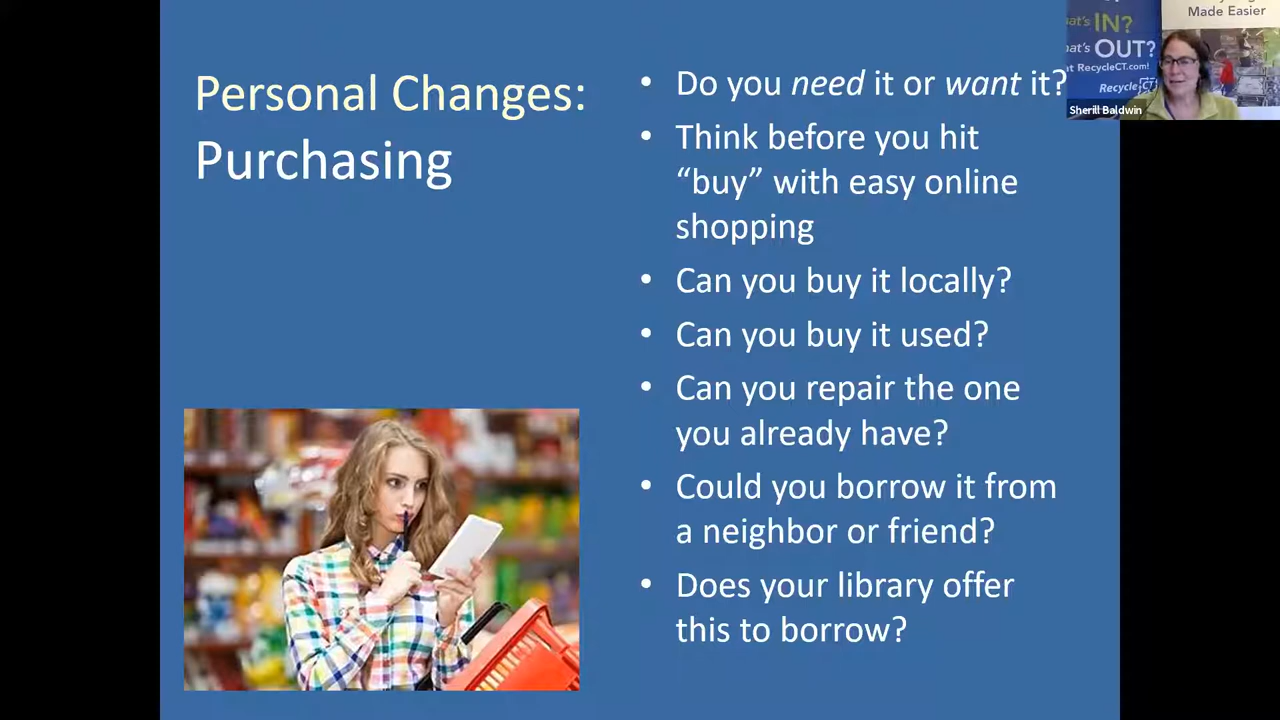 Personal Changes:
Purchasing
• Do you need it or want it?
• Think before you hit
“buy” with easy online
shopping
• Can you buy it locally?
• Can you buy it used?
• Can you repair the one
you already have?
• Could you borrow it from
a neighbor or friend?
• Does your library offer
this to borrow?
Made Easier
IN?
OUT?
RecycleCT.com!
RecycleCT
Sherill Baldwin